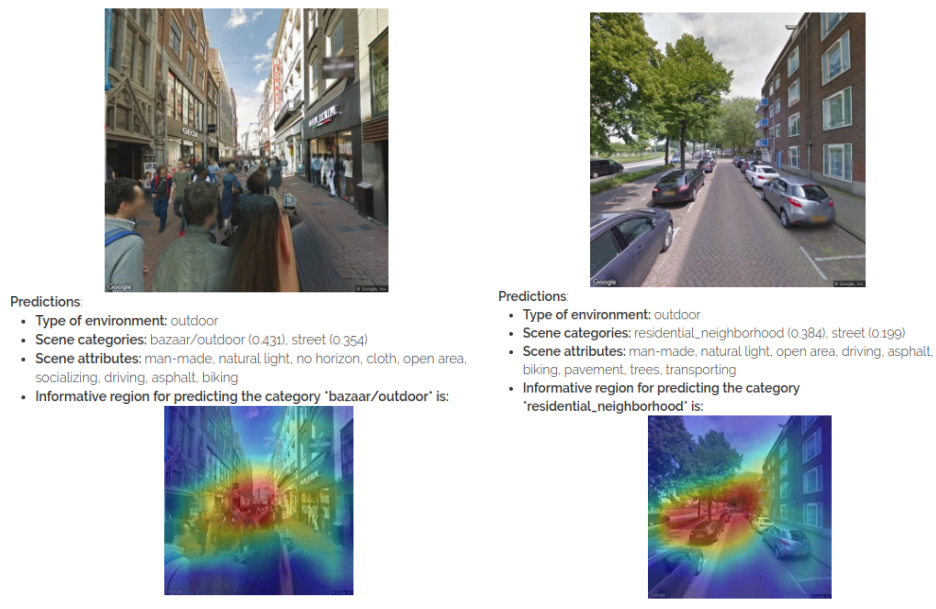 Google
© Google, Inc.
Predictions:
• Type of environment: outdoor
• Scene categories: bazaar/outdoor (0.431), street (0.354)
• Scene attributes: man-made, natural light, no horizon, cloth, open area,
socializing, driving, asphalt, biking
• Informative region for predicting the category "bazaar/outdoor" is:
Google
Predictions:
• Type of environment: outdoor
• Scene categories: residential_neighborhood (0.384), street (0.199)
• Scene attributes: man-made, natural light, open area, driving, asphalt,
biking, pavement, trees, transporting
• Informative region for predicting the category
"residential_neighborhood" is: